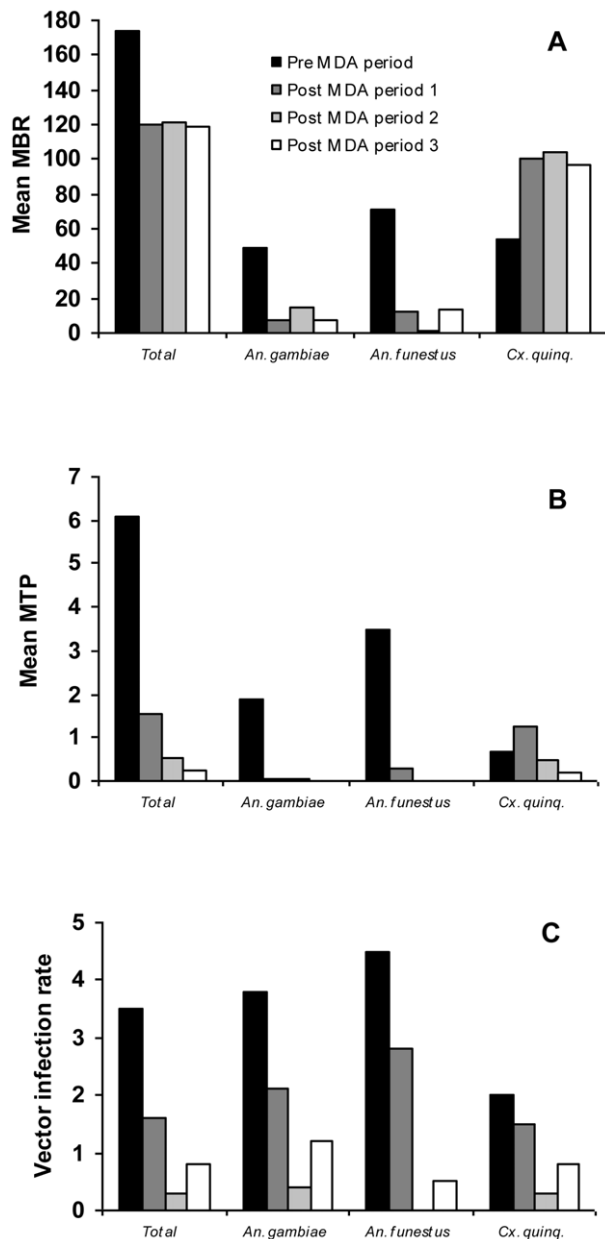 A
180
160
140
120
100
80
60
40
20
0
Mean MBR
Pre MDA period
Post MDA period 1
Post MDA period 2
Post MDA period 3
Total An. gambiae An. funestus Cx. quinq.
B
7
6
5
4
3
2
1
0
Mean MTP
Total An. gambiae An. funestus Cx. quinq.
C
5
4
3
2
1
0
Vector infection rate
Total An. gambiae An. funestus Cx. quinq.